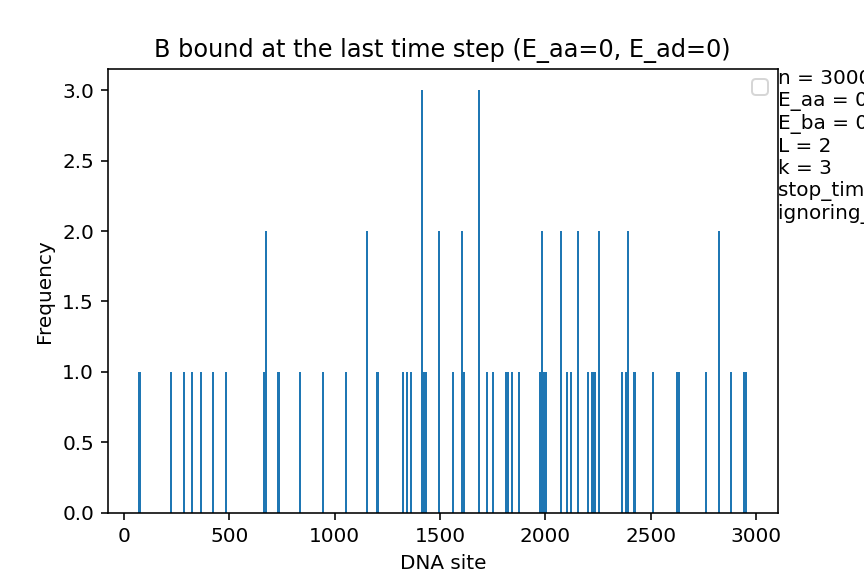 B bound at the last time step (E_aa=0, E_ad=0)
n = 3000
E_aa = 0
E_ba = 0
L = 2
k = 3
stop_tim
ignoring_
3.0
2.5
2.0
1.5
1.0
0.5
0.0
Frequency
0 500 1000 1500 2000 2500 3000
DNA site